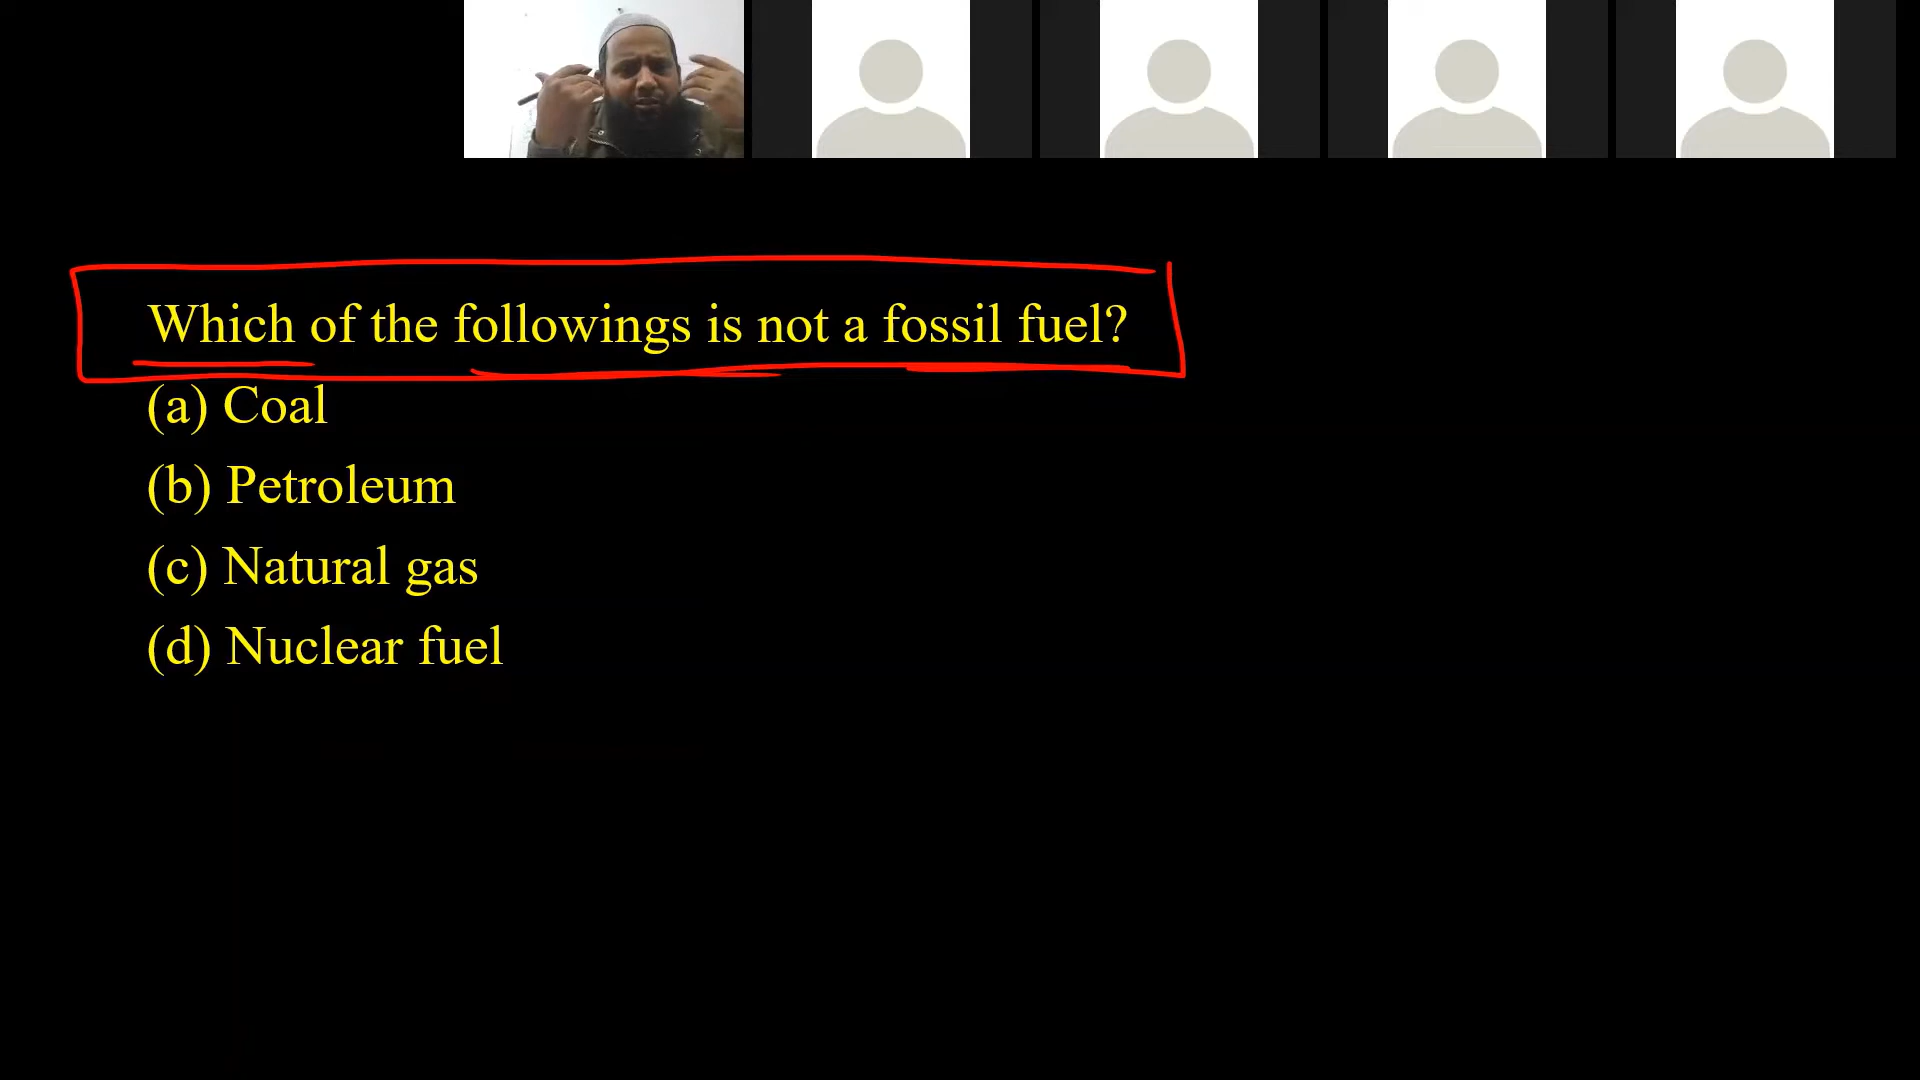 Which of the followings is not a fossil fuel?
(a) Coal
(b) Petroleum
(c) Natural gas
(d) Nuclear fuel